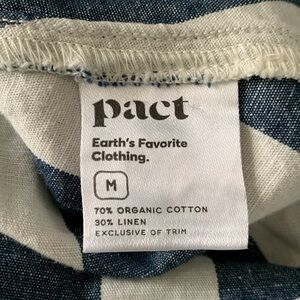 pact
Earth's Favorite
Clothing.
M
70% ORGANIC COTTON
30% LINEN
EXCLUSIVE OF TRIM